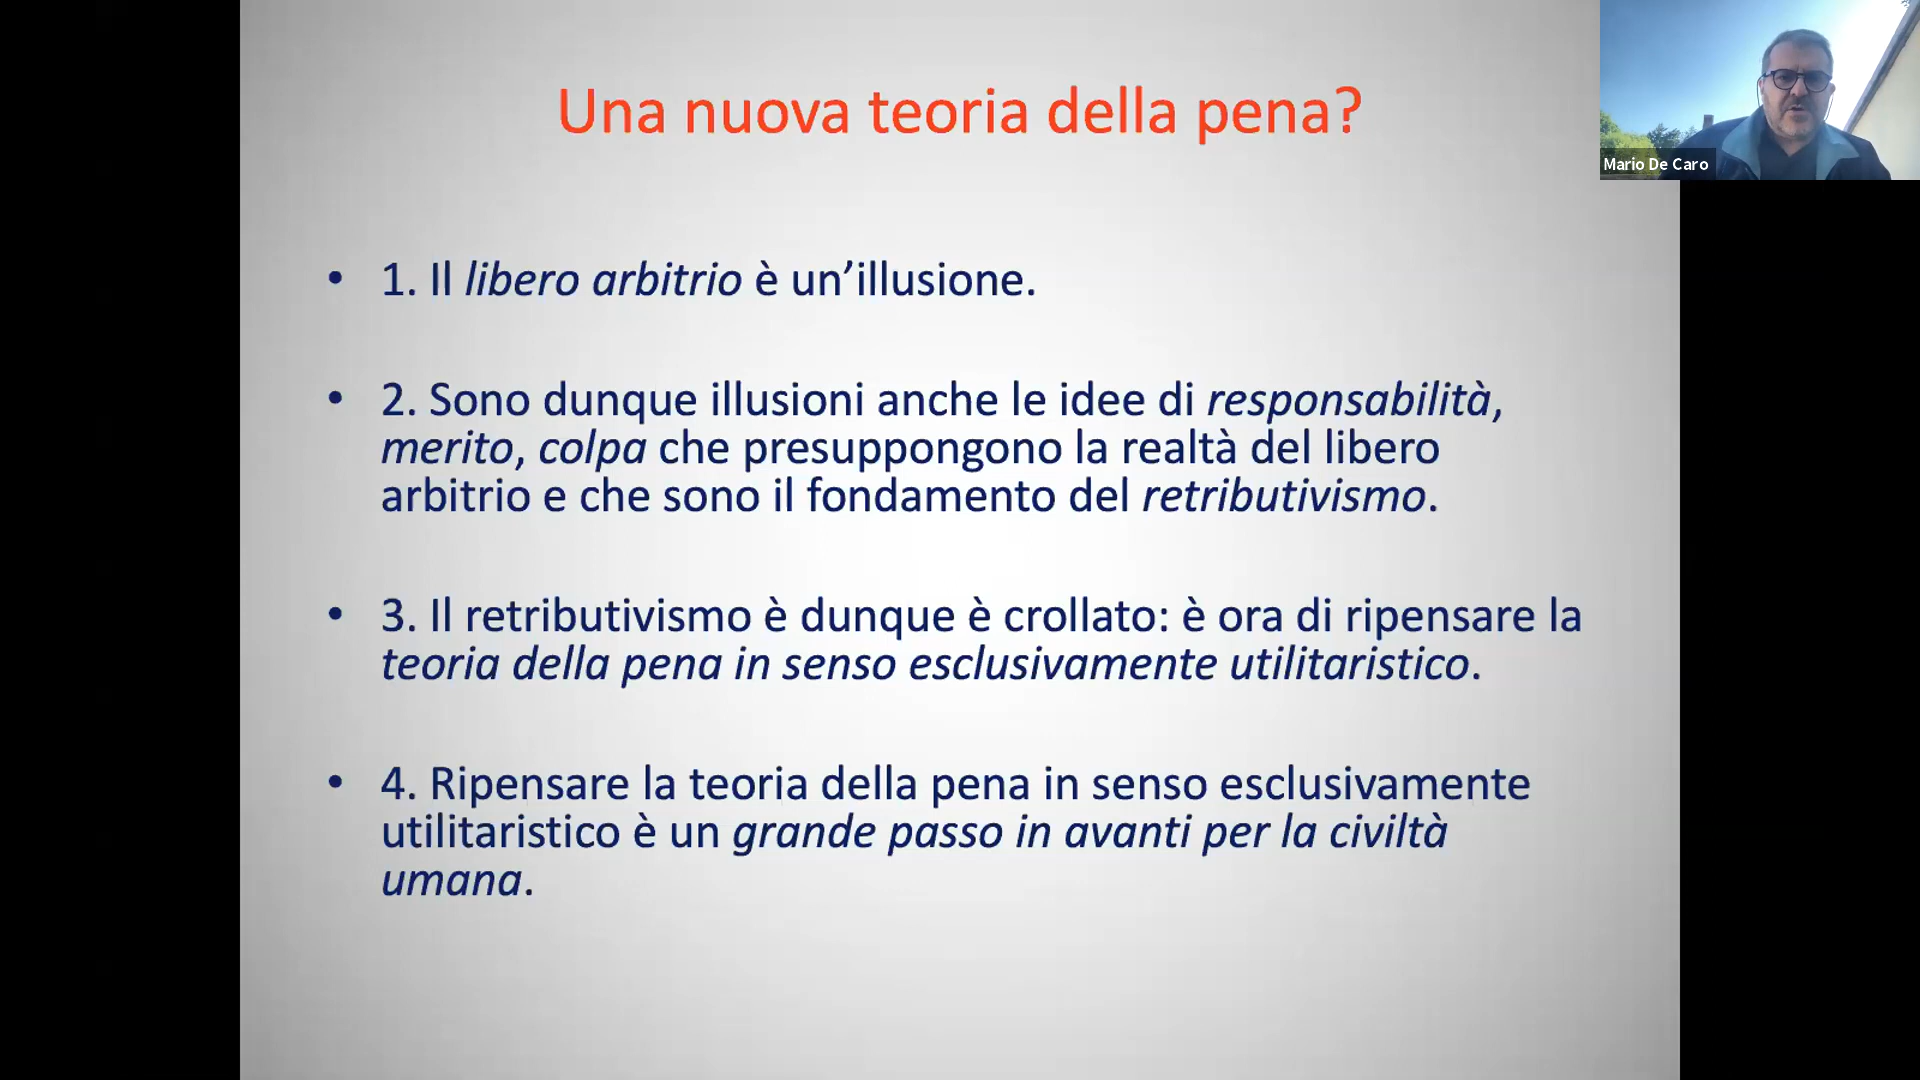 Una nuova teoria della pena?
Mario De Caro
• 1. Il libero arbitrio è un’illusione.
• 2. Sono dunque illusioni anche le idee di responsabilità,
merito, colpa che presuppongono la realtà del libero
arbitrio e che sono il fondamento del retributivismo.
• 3. Il retributivismo è dunque è crollato: è ora di ripensare la
teoria della pena in senso esclusivamente utilitaristico.
• 4. Ripensare la teoria della pena in senso esclusivamente
utilitaristico è un grande passo in avanti per la civiltà
umana.